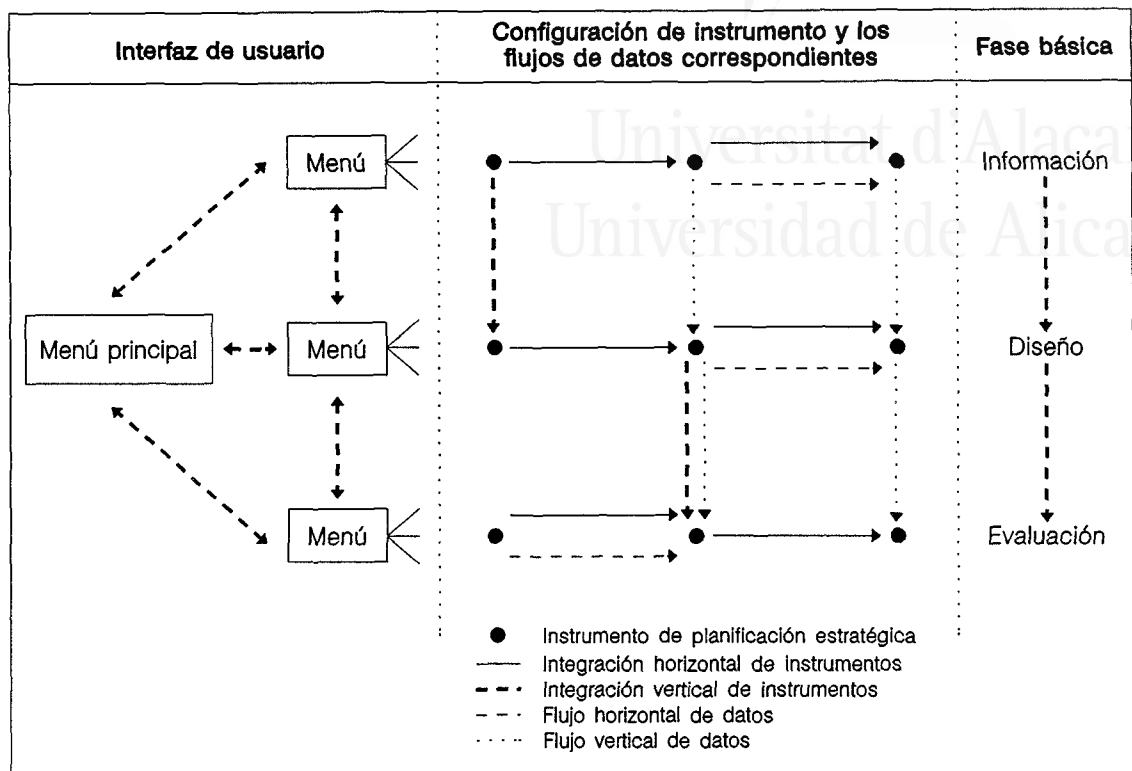 Interfaz de usuario
Configuración de instrumento y los
flujos de datos correspondientes
Fase básica
Universitat d'Alaca
Universidad de Alica
Menú
Información
Menú principal
Menú
Diseño
Menú
Evaluación
Instrumento de planificación estratégica
Integración horizontal de instrumentos
Integración vertical de instrumentos
Flujo horizontal de datos
Flujo vertical de datos